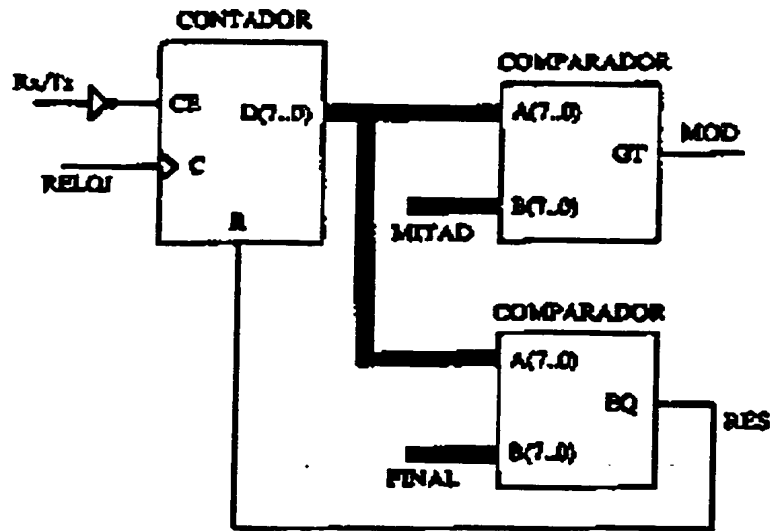 CONTADOR
COMPARADOR
Rx/Tx
CE
D(7..0)
A(7..0)
MOD
GT
C
RELOJ
B(7..0)
R
MITAD
COMPARADOR
A(7..0)
EQ
RES
B(7..0)
FINAL